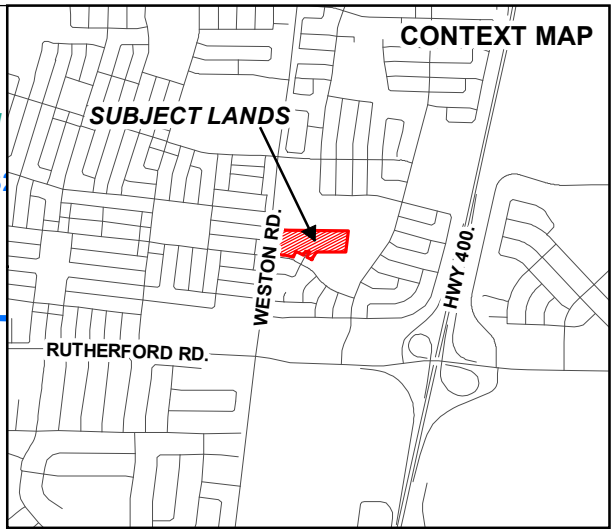 CONTEXT MAP
SUBJECT LANDS
WESTON RD.
HWY 400.
RUTHERFORD RD.